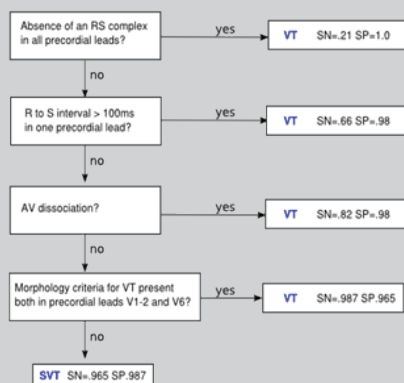 Absence of an RS complex
in all precordial leads?
yes
VT SN=.21 SP=1.0
no
R to S interval > 100ms
in one precordial lead?
yes
VT SN=.66 SP=.98
no
AV dissociation?
yes
VT SN=.82 SP=.98
no
Morphology criteria for VT present
both in precordial leads V1-2 and V6?
yes
VT SN=.987 SP.965
no
SVT SN=.965 SP.987